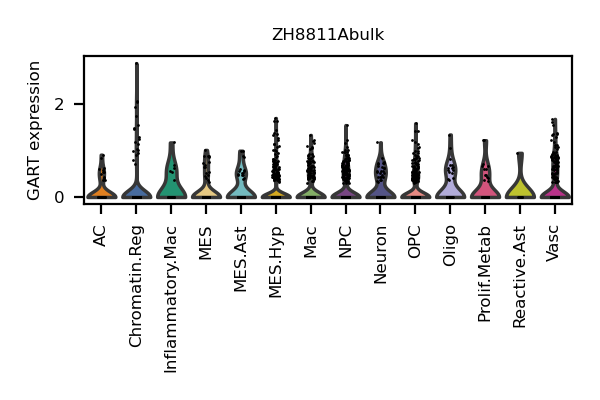 ZH8811Abulk
GART expression
2
0
AC
Chromatin.Reg
Inflammatory.Mac
MES
MES.Ast
MES.Hyp
Mac
NPC
Neuron
OPC
Oligo
Prolif.Metab
Reactive.Ast
Vasc